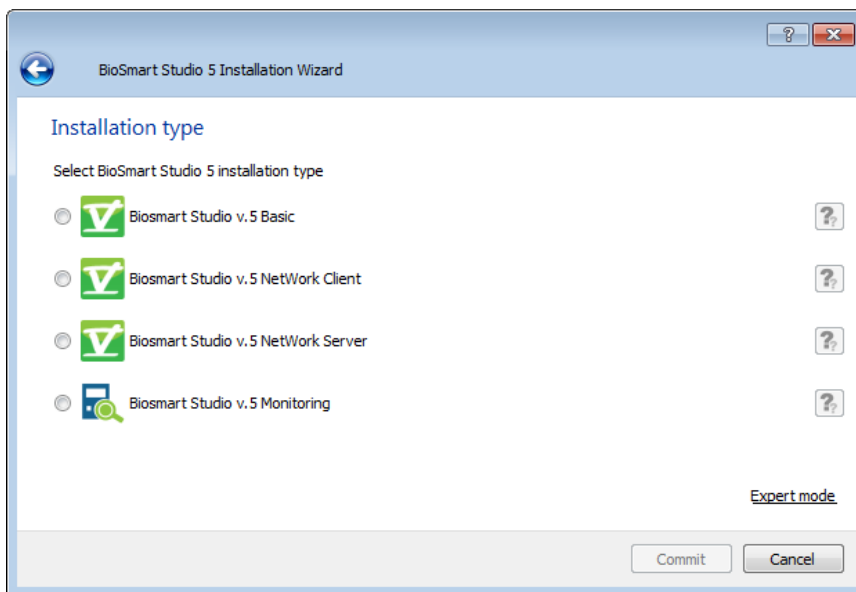 BioSmart Studio 5 Installation Wizard
Installation type
Select BioSmart Studio 5 installation type
Biosmart Studio v.5 Basic
Biosmart Studio v.5 NetWork Client
Biosmart Studio v.5 NetWork Server
Biosmart Studio v.5 Monitoring
Expert mode
Commit Cancel